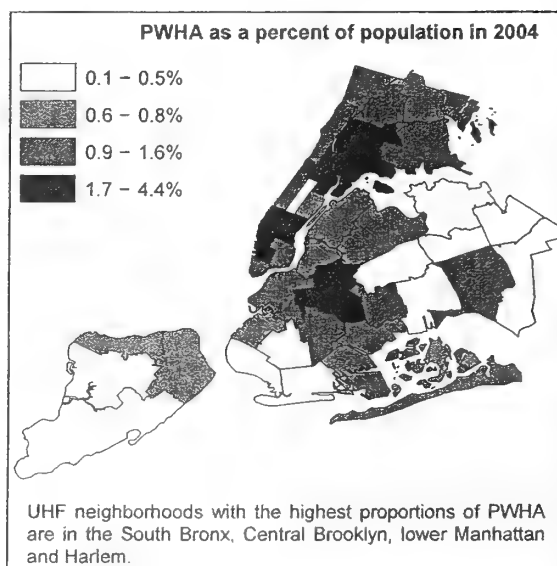 PWHA as a percent of population in 2004
0.1 – 0.5%
0.6 – 0.8%
0.9 – 1.6%
1.7 – 4.4%
UHF neighborhoods with the highest proportions of PWHA
are in the South Bronx, Central Brooklyn, lower Manhattan
and Harlem.